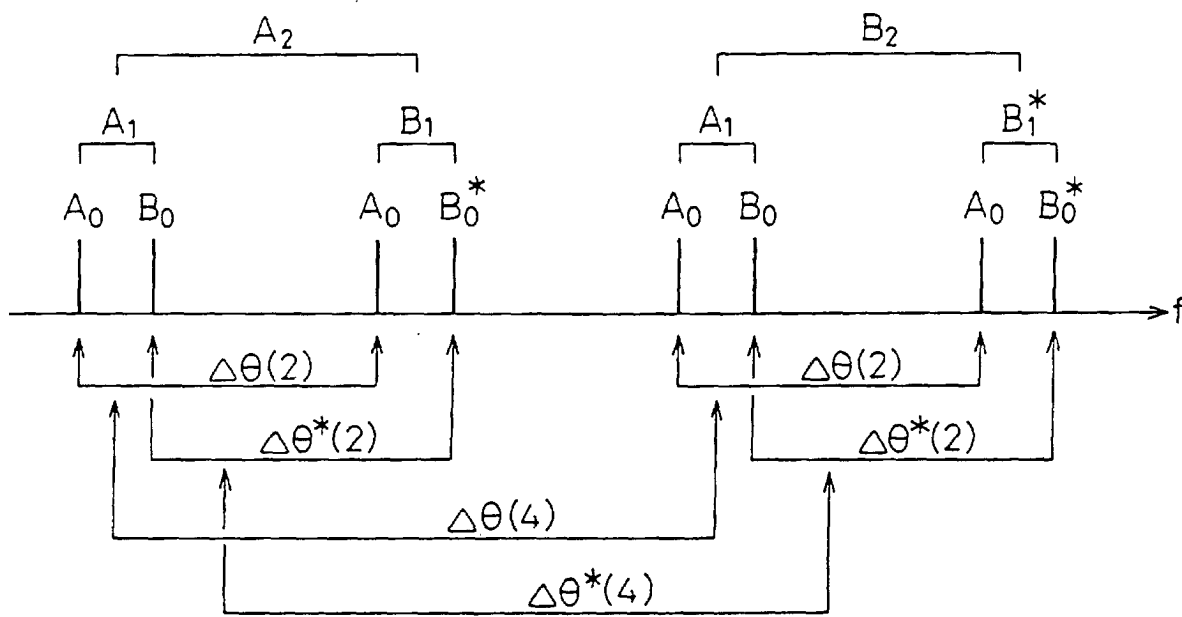 A₂ B₂
A₁ B₁ A₁ B₁*
A₀ B₀ A₀ B₀* A₀ B₀ A₀ B₀*
f
Δθ(2) Δθ(2)
Δθ*(2) Δθ*(2)
Δθ(4)
Δθ*(4)